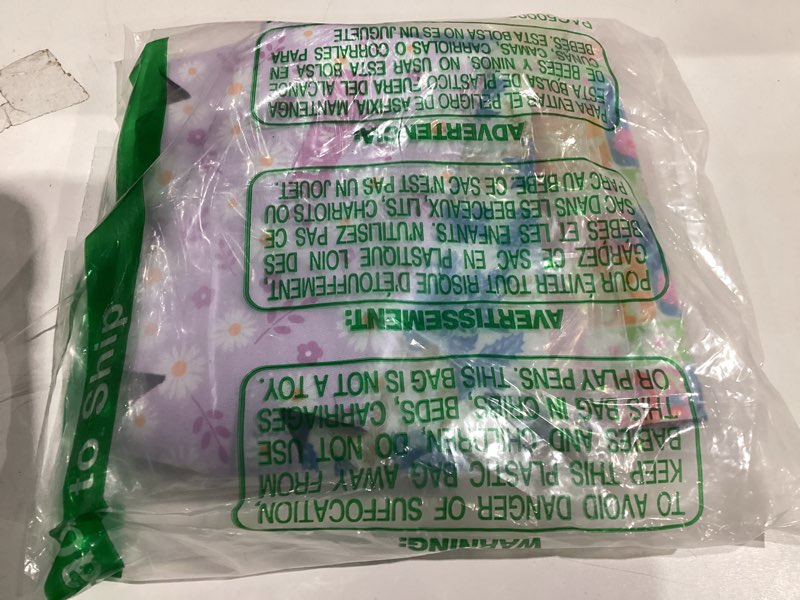 WARNING:
TO AVOID DANGER OF SUFFOCATION
KEEP THIS PLASTIC BAG AWAY FROM
BABIES AND CHILDREN, DO NOT USE
THIS BAG IN CRIBS, BEDS, CARRIAGES
OR PLAY PENS. THIS BAG IS NOT A TOY.
AVERTISSEMENT:
POUR ÉVITER TOUT RISQUE D'ÉTOUFFEMENT,
GARDEZ CE SAC EN PLASTIQUE LOIN DES
BÉBÉS ET LES ENFANTS. N'UTILISEZ PAS CE
SAC DANS LES BERCEAUX, LITS, CHARIOTS OU
PARC AU BÉBÉ. CE SAC N'EST PAS UN JOUET.
ADVERTENCIA:
PARA EVITAR EL PELIGRO DE ASFIXIA MANTENGA
ESTA BOLSA DE PLASTICO FUERA DEL ALCANCE
DE BEBES Y NINOS. NO USAR ESTA BOLSA EN
CUNAS, CAMAS, CARRIOLAS O CORRALES PARA
BEBES. ESTA BOLSA NO ES UN JUGUETE
to Ship